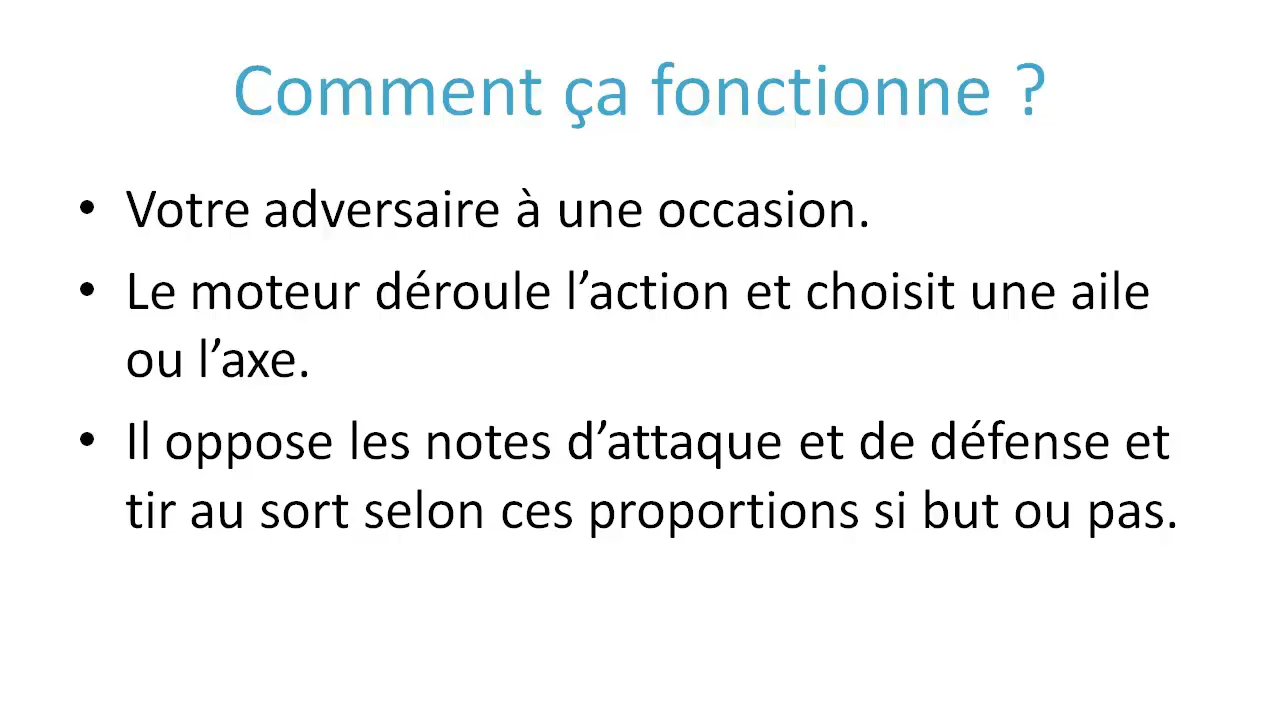 Comment ça fonctionne ?
• Votre adversaire à une occasion.
• Le moteur déroule l’action et choisit une aile
ou l’axe.
• Il oppose les notes d’attaque et de défense et
tir au sort selon ces proportions si but ou pas.